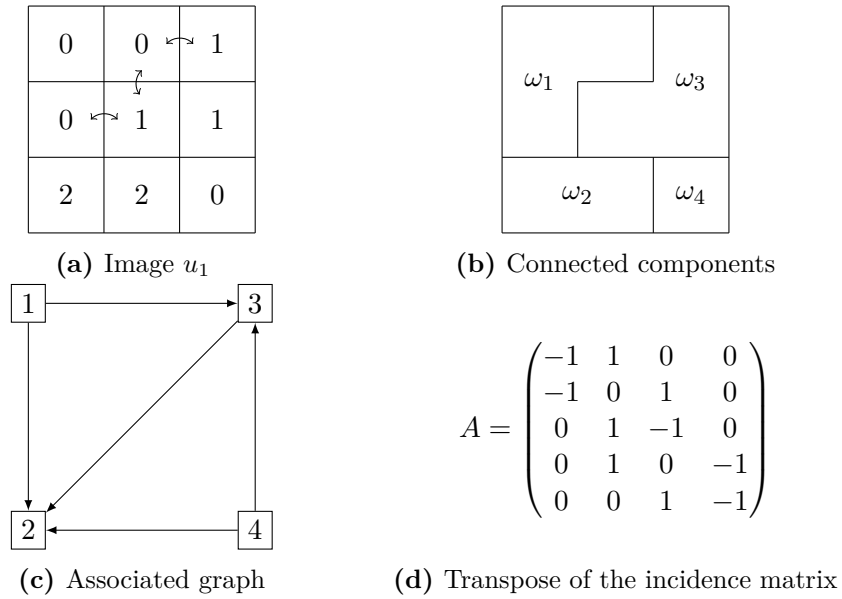 0 0 1
0 1 1
2 2 0
(a) Image u₁
ω₁ ω₃
ω₂ ω₄
(b) Connected components
1 3
2 4
(c) Associated graph
A = 
−1 1 0 0
−1 0 1 0
0 1 −1 0
0 1 0 −1
0 0 1 −1
(d) Transpose of the incidence matrix